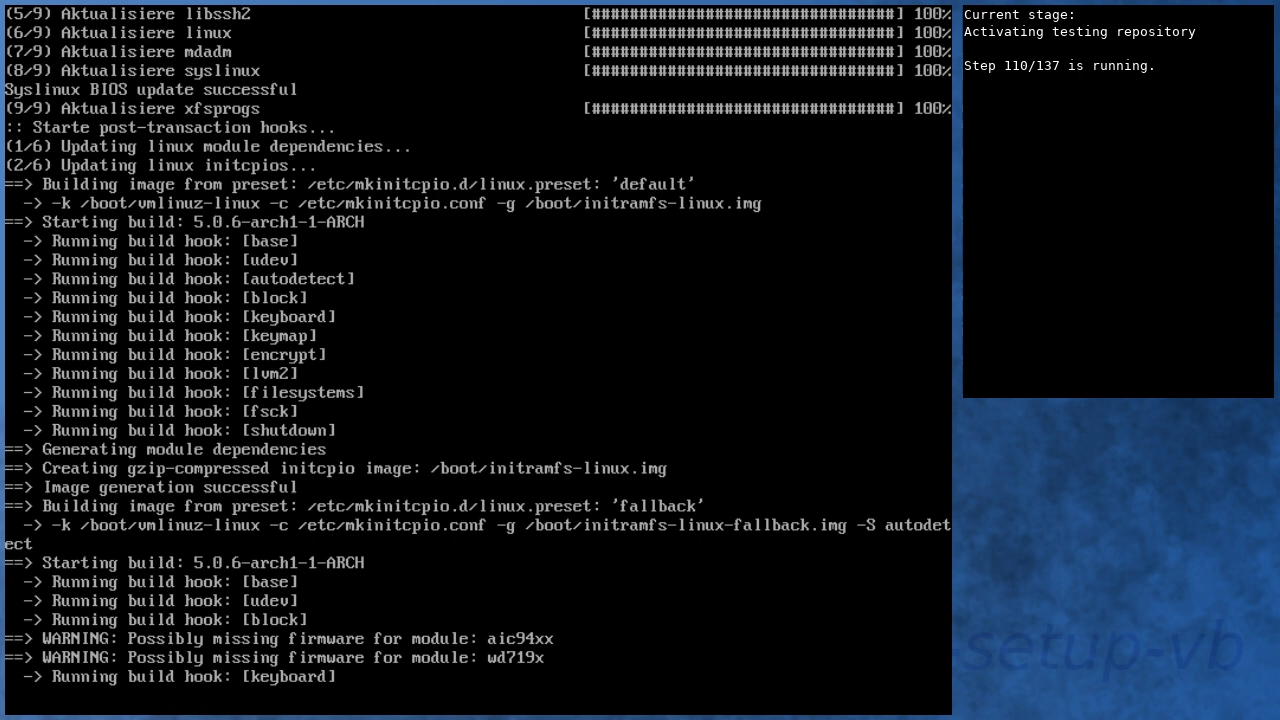 (5/9) Aktualisiere libssh2 [################################] 100%
(6/9) Aktualisiere linux [################################] 100%
(7/9) Aktualisiere mdadm [################################] 100%
(8/9) Aktualisiere syslinux [################################] 100%
Syslinux BIOS update successful
(9/9) Aktualisiere xfsprogs [################################] 100%
:: Starte post-transaction hooks...
(1/6) Updating linux module dependencies...
(2/6) Updating linux initcpios...
==> Building image from preset: /etc/mkinitcpio.d/linux.preset: 'default'
  -> -k /boot/vmlinuz-linux -c /etc/mkinitcpio.conf -g /boot/initramfs-linux.img
==> Starting build: 5.0.6-arch1-1-ARCH
  -> Running build hook: [base]
  -> Running build hook: [udev]
  -> Running build hook: [autodetect]
  -> Running build hook: [block]
  -> Running build hook: [keyboard]
  -> Running build hook: [keymap]
  -> Running build hook: [encrypt]
  -> Running build hook: [lvm2]
  -> Running build hook: [filesystems]
  -> Running build hook: [fsck]
  -> Running build hook: [shutdown]
==> Generating module dependencies
==> Creating gzip-compressed initcpio image: /boot/initramfs-linux.img
==> Image generation successful
==> Building image from preset: /etc/mkinitcpio.d/linux.preset: 'fallback'
  -> -k /boot/vmlinuz-linux -c /etc/mkinitcpio.conf -g /boot/initramfs-linux-fallback.img -S autodet
ect
==> Starting build: 5.0.6-arch1-1-ARCH
  -> Running build hook: [base]
  -> Running build hook: [udev]
  -> Running build hook: [block]
==> WARNING: Possibly missing firmware for module: aic94xx
==> WARNING: Possibly missing firmware for module: wd719x
  -> Running build hook: [keyboard]
Current stage:
Activating testing repository
Step 110/137 is running.
-setup-vb